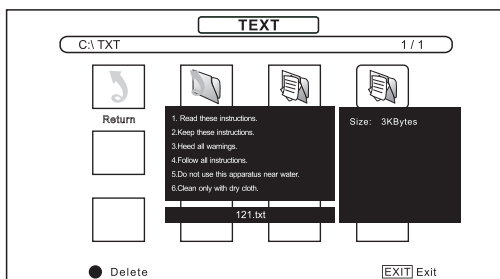 TEXT
C:\ TXT 1 / 1
Return
1. Read these instructions.
2.Keep these instructions.
3.Heed all warnings.
4.Follow all instructions.
5.Do not use this apparatus near water.
6.Clean only with dry cloth.
121.txt
Size: 3KBytes
Delete
EXIT Exit